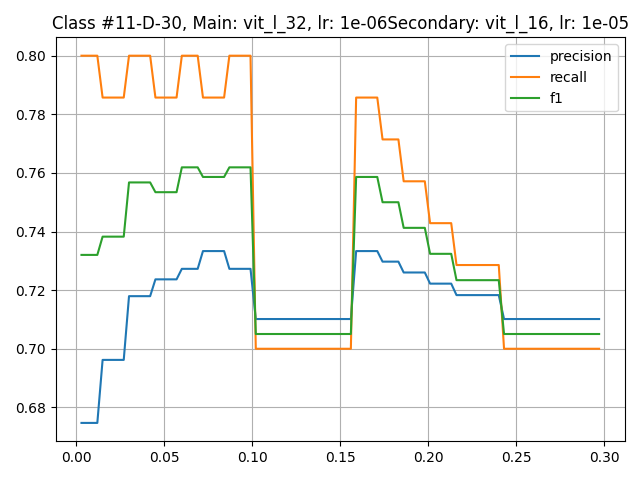 Class #11-D-30, Main: vit_l_32, lr: 1e-06Secondary: vit_l_16, lr: 1e-05
precision
recall
f1
0.80
0.78
0.76
0.74
0.72
0.70
0.68
0.00 0.05 0.10 0.15 0.20 0.25 0.30